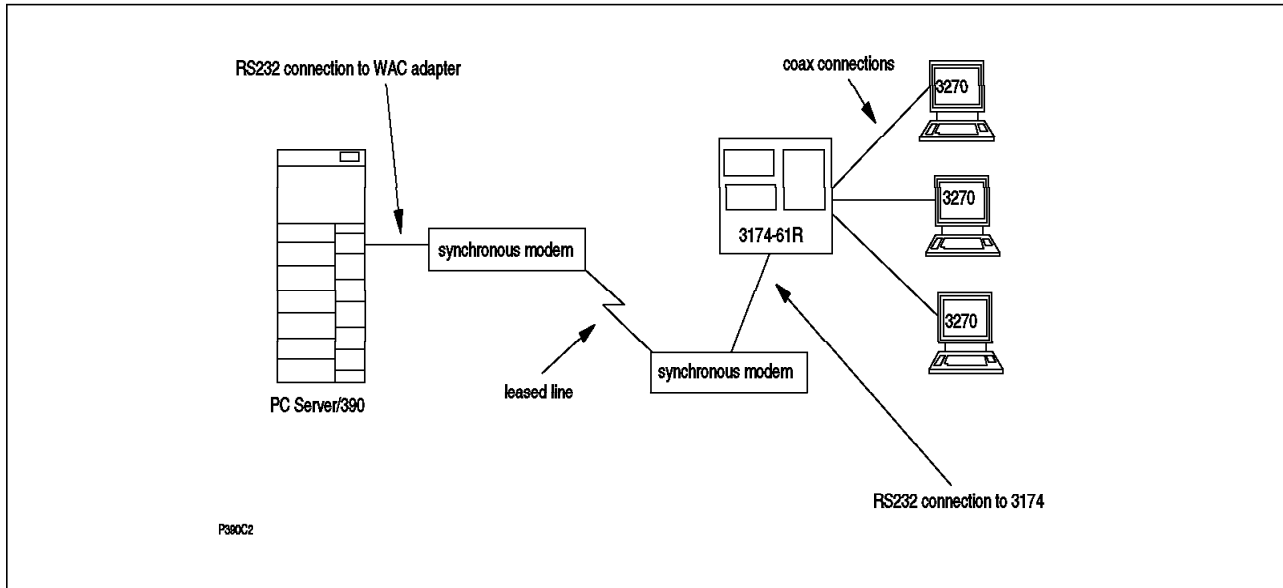 RS232 connection to WAC adapter
coax connections
3270
3270
3270
3174-61R
synchronous modem
synchronous modem
leased line
PC Server/390
RS232 connection to 3174
P390C2